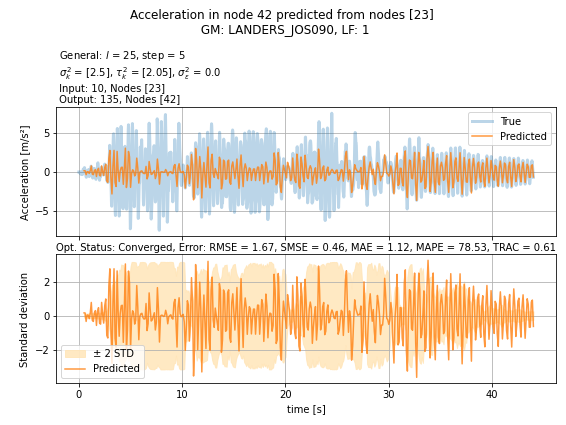 Acceleration in node 42 predicted from nodes [23]
GM: LANDERS_JOS090, LF: 1
General: l = 25, step = 5
σ²ₖ = [2.5], τ²ₖ = [2.05], σ²ε = 0.0
Input: 10, Nodes [23]
Output: 135, Nodes [42]
Acceleration [m/s²]
5
0
−5
True
Predicted
Opt. Status: Converged, Error: RMSE = 1.67, SMSE = 0.46, MAE = 1.12, MAPE = 78.53, TRAC = 0.61
Standard deviation
2
0
−2
± 2 STD
Predicted
0 10 20 30 40
time [s]